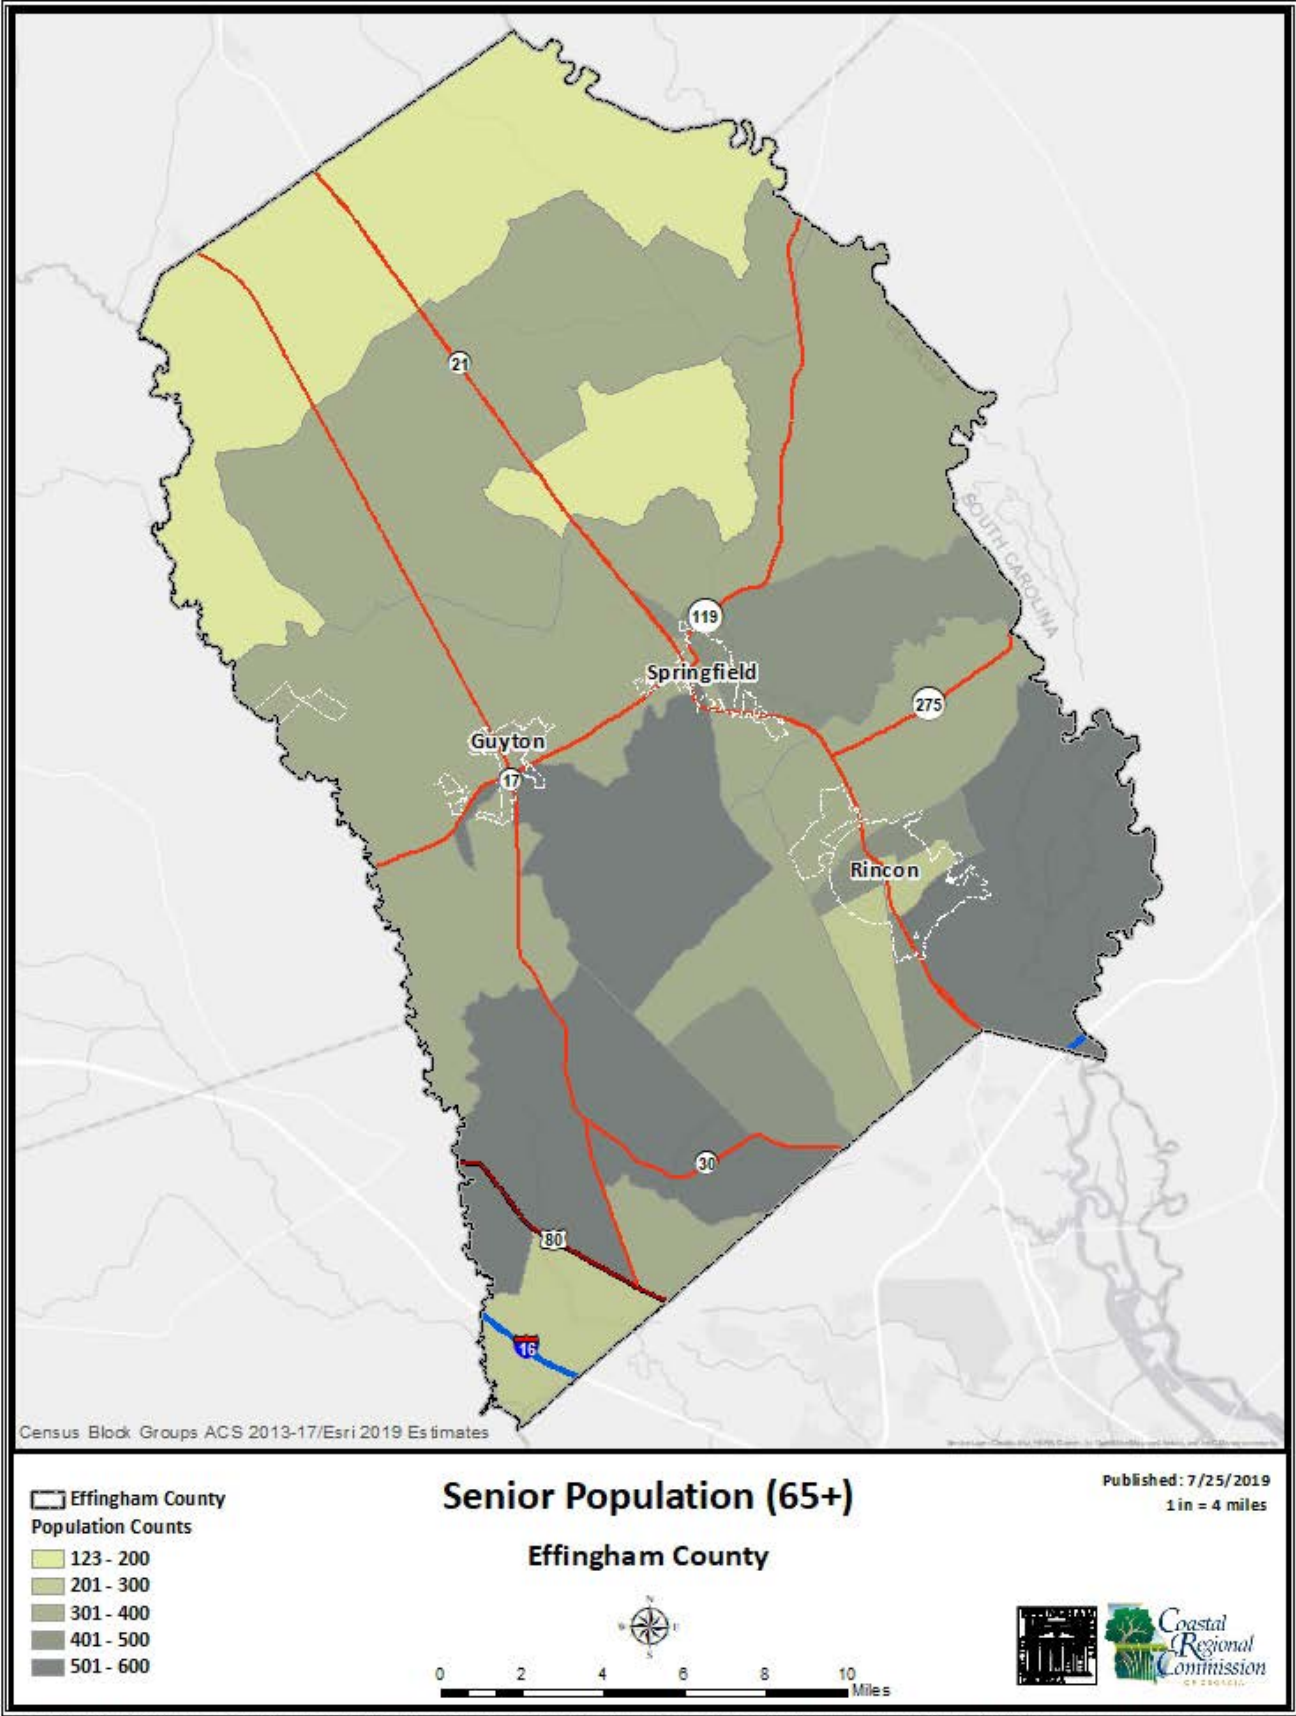 GEORGIA
SOUTH CAROLINA
21
119
Springfield
275
Guyton
17
Rincon
30
80
16
Census Block Groups ACS 2013-17/Esri 2019 Estimates
Effingham County
Population Counts
123 - 200
201 - 300
301 - 400
401 - 500
501 - 600
Senior Population (65+)
Effingham County
N
W E
S
0 2 4 6 8 10
Miles
Published: 7/25/2019
1 in = 4 miles
Coastal
Regional
Commission
OF GEORGIA